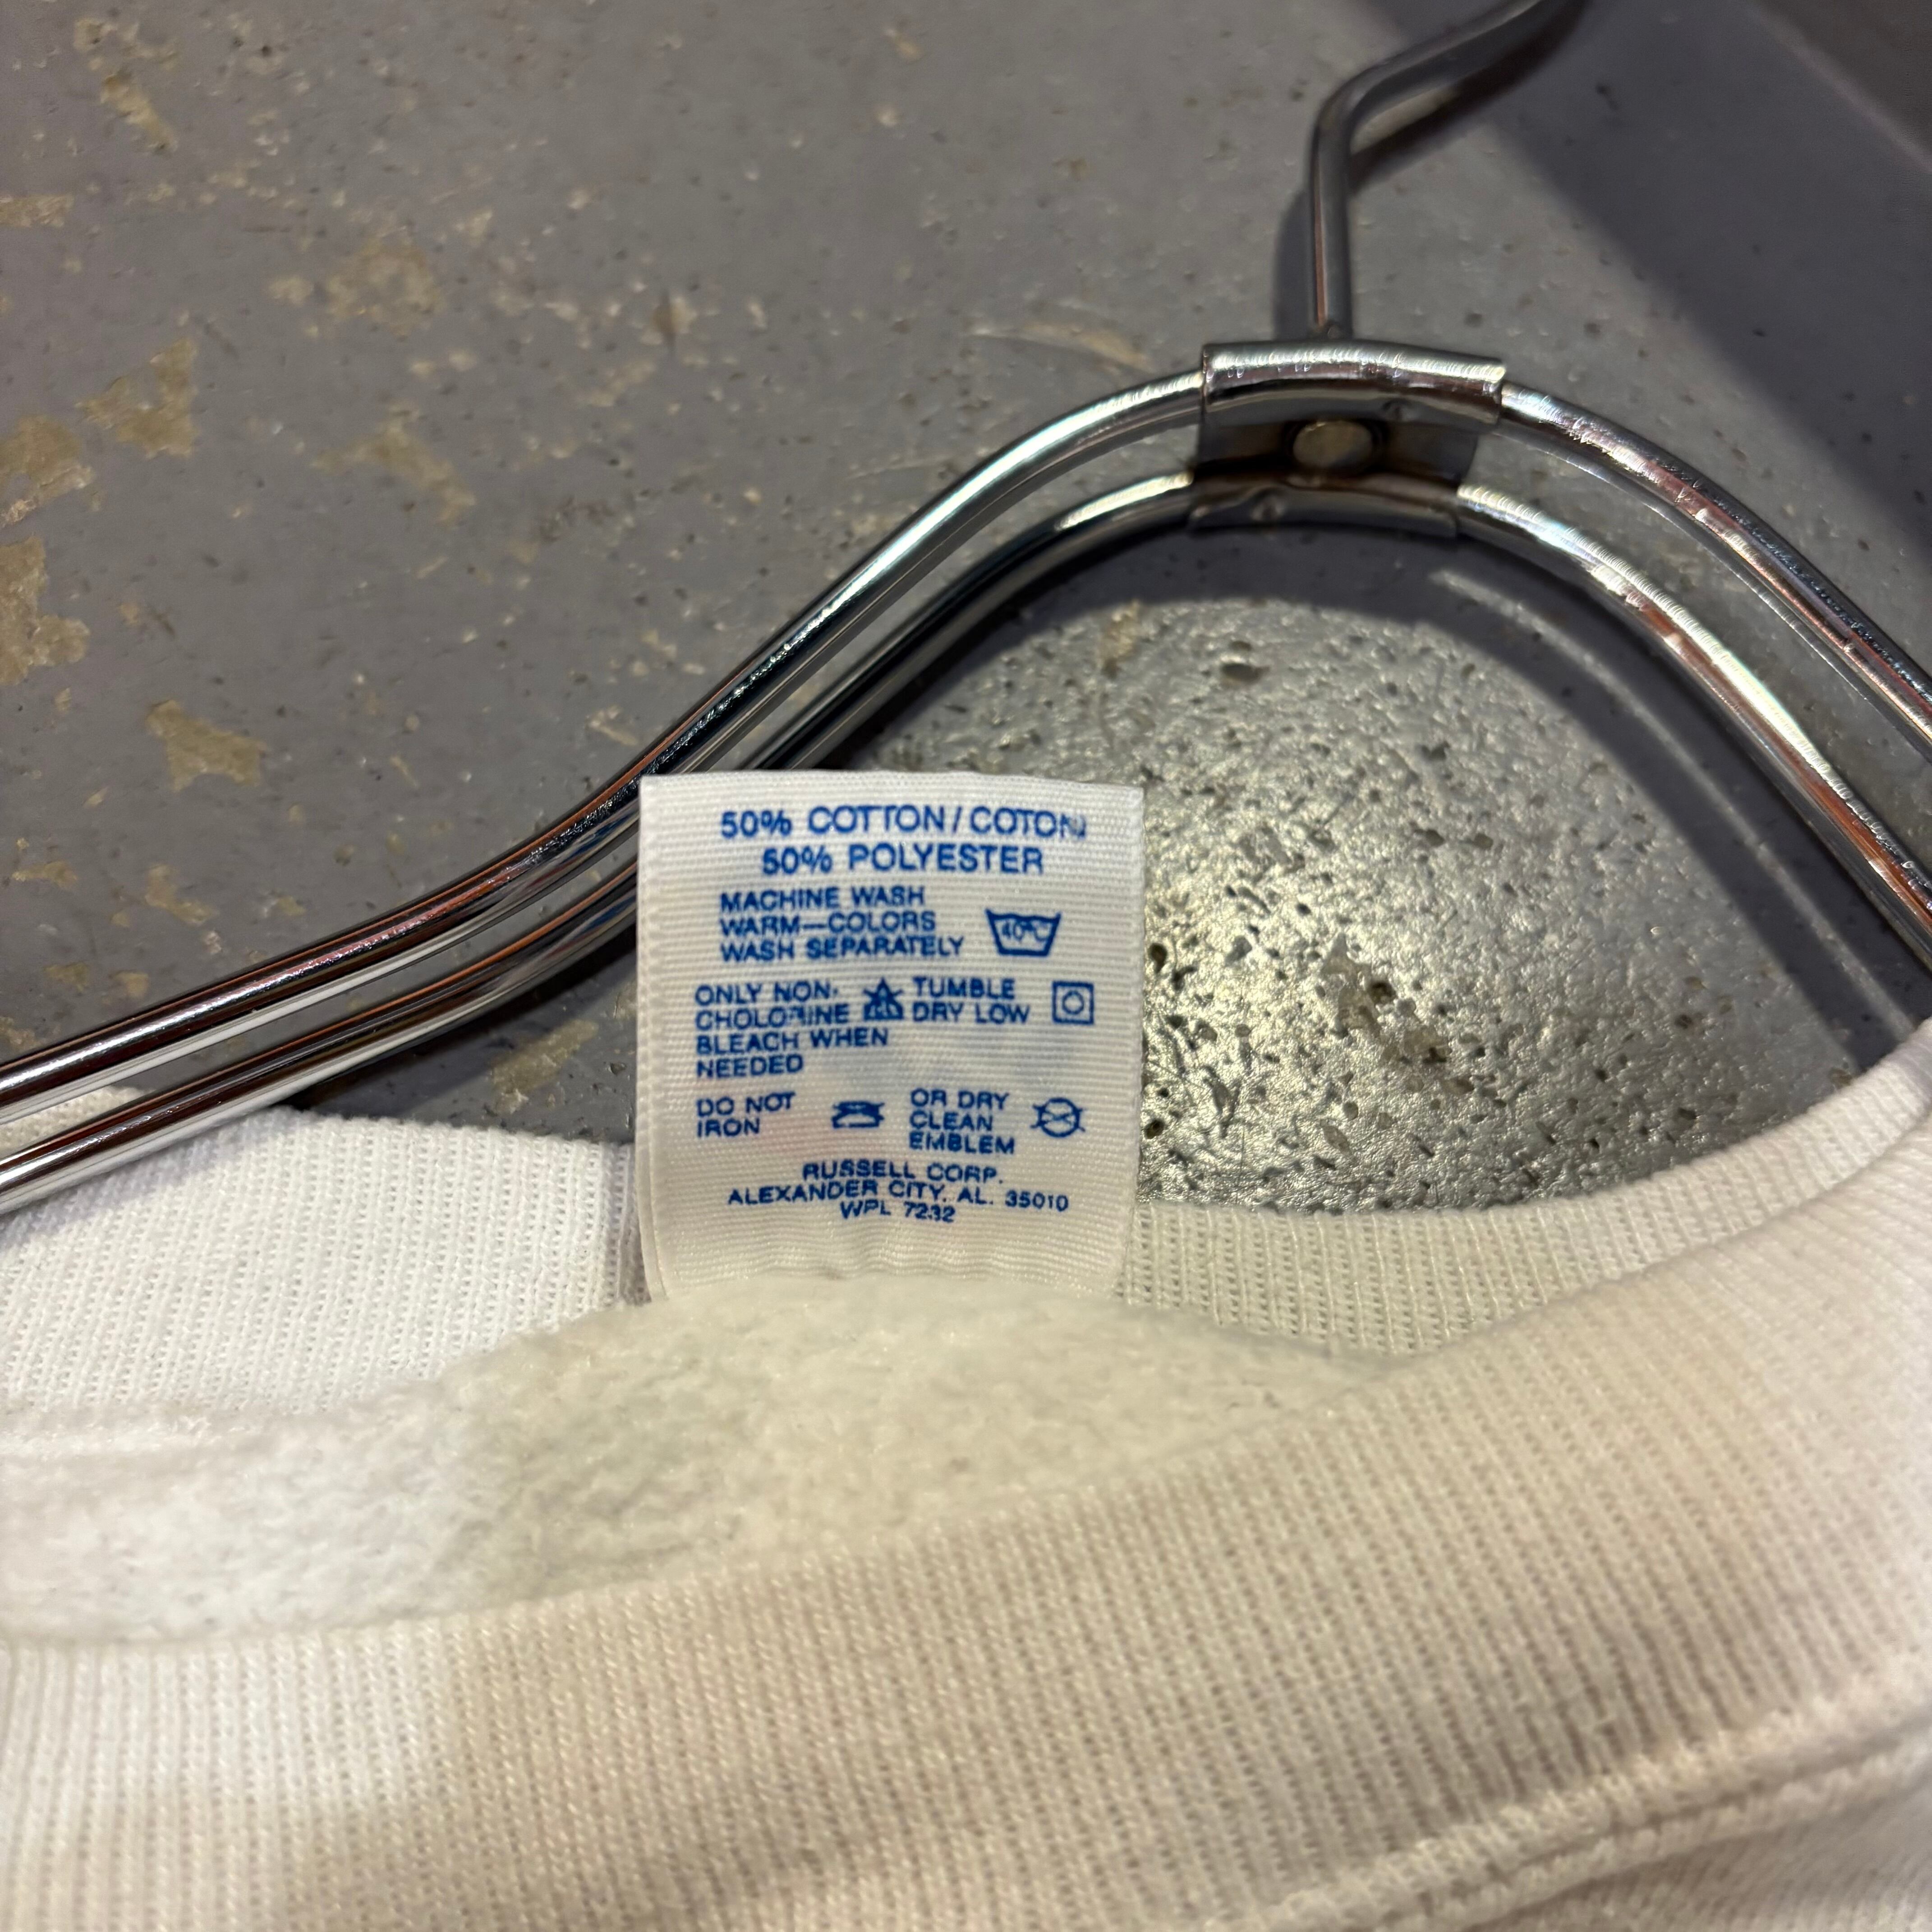 50% COTTON/COTON
50% POLYESTER
MACHINE WASH
WARM—COLORS
WASH SEPARATELY
40°C
ONLY NON-
CHOLORINE
BLEACH WHEN
NEEDED
TUMBLE
DRY LOW
DO NOT
IRON
OR DRY
CLEAN
EMBLEM
RUSSELL CORP.
ALEXANDER CITY, AL. 35010
WPL 7232